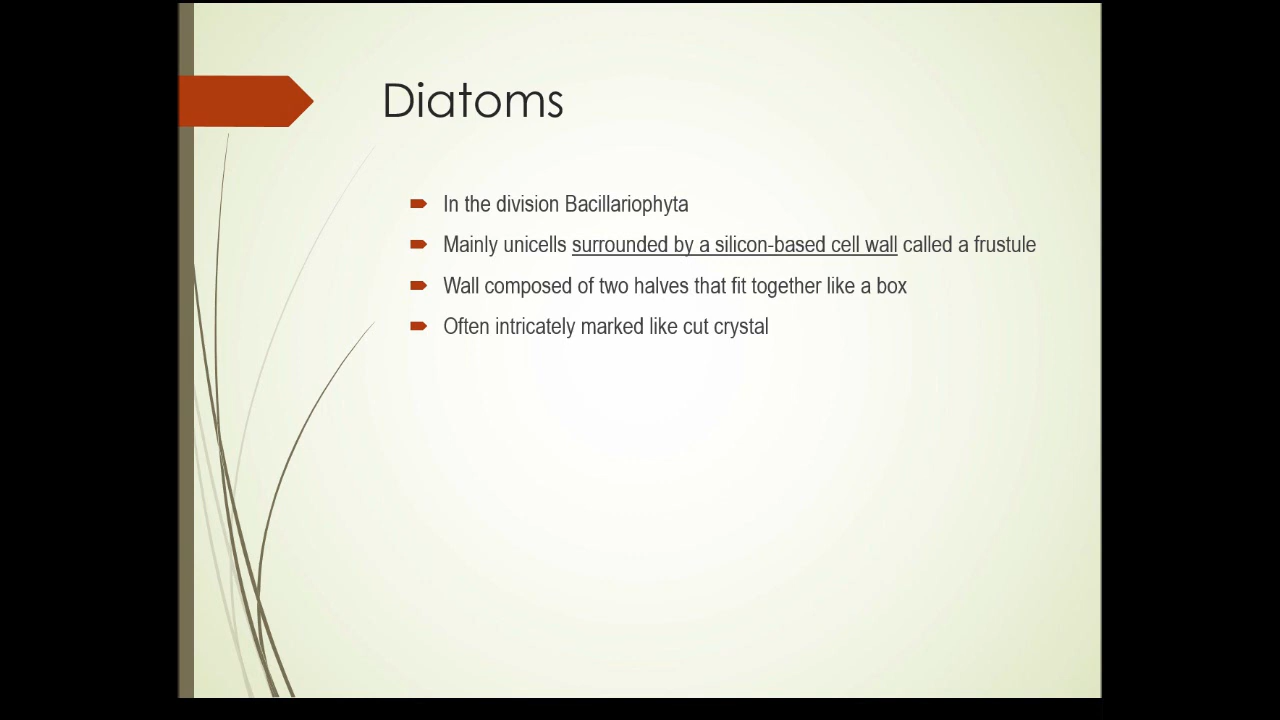 Diatoms
In the division Bacillariophyta
Mainly unicells surrounded by a silicon-based cell wall called a frustule
Wall composed of two halves that fit together like a box
Often intricately marked like cut crystal